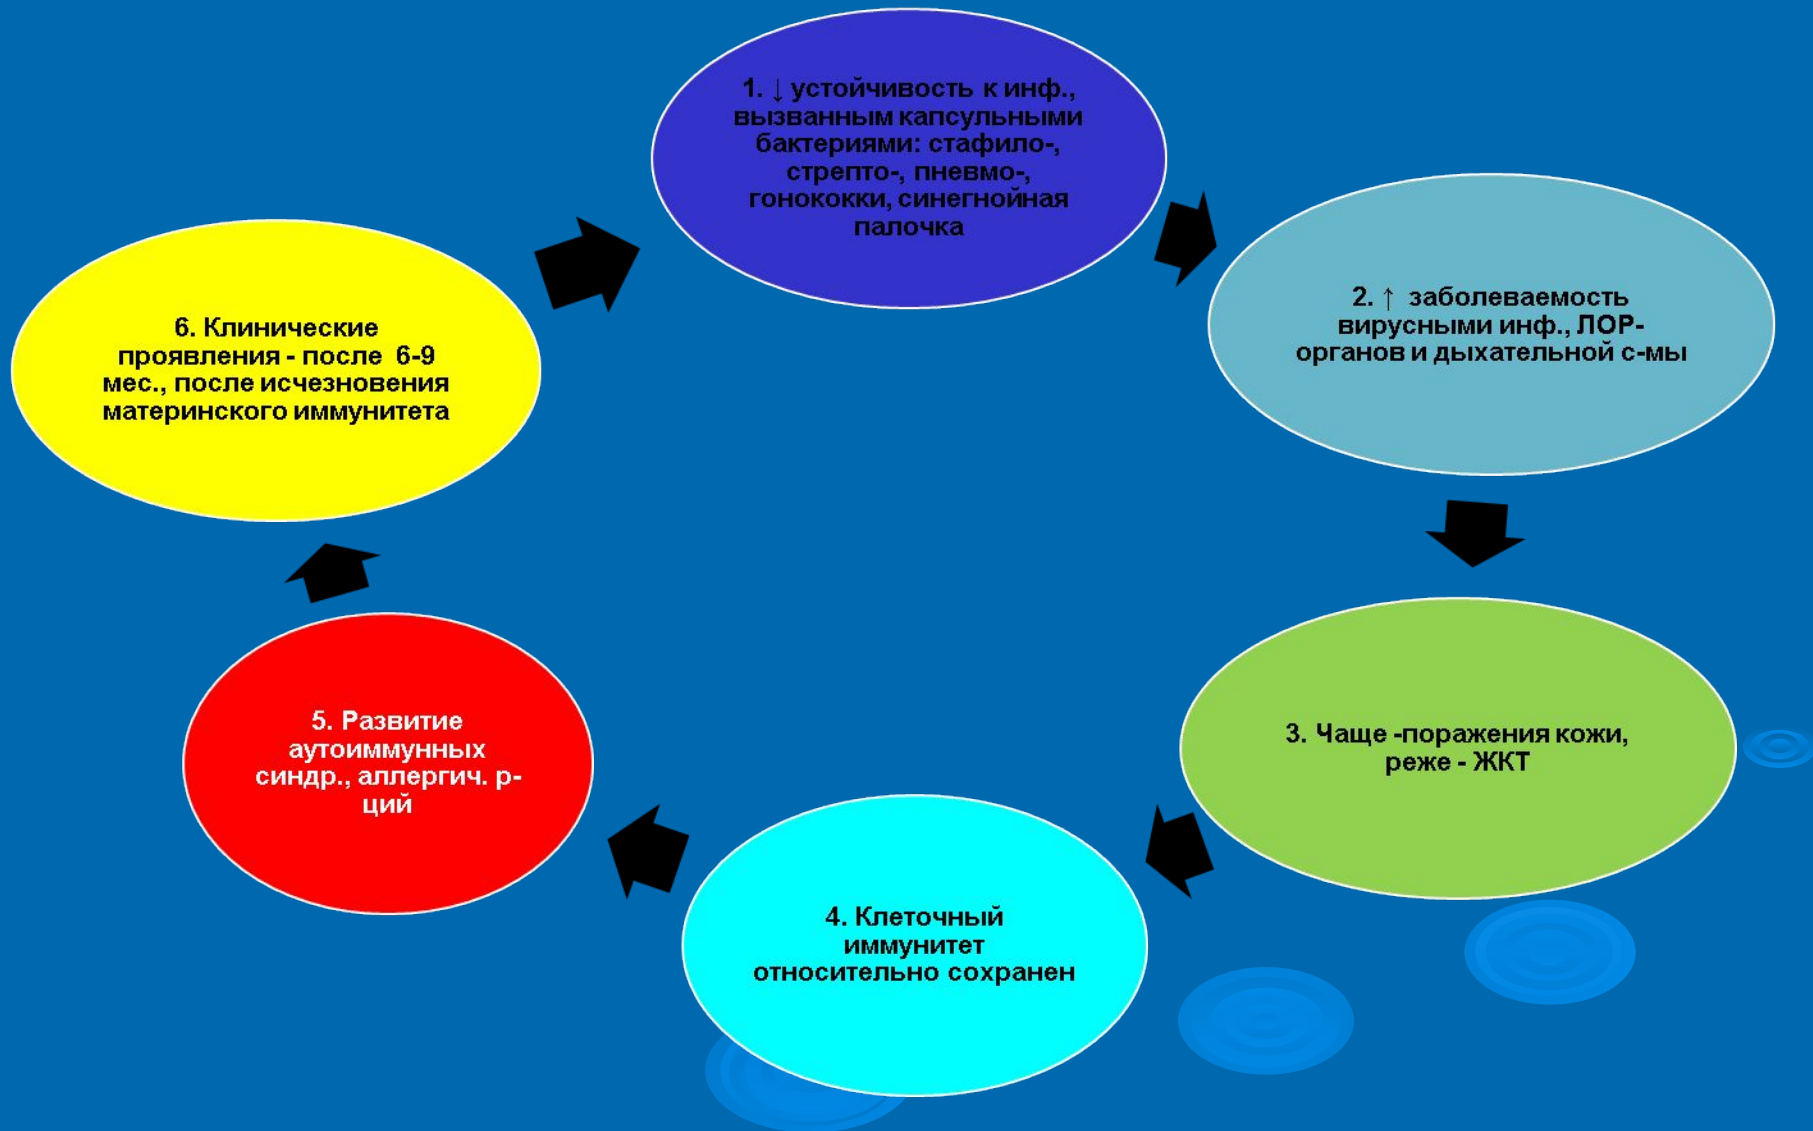 1. ↓ устойчивость к инф.,
вызванным капсульными
бактериями: стафило-,
стрепто-, пневмо-,
гонококки, синегнойная
палочка
2. ↑ заболеваемость
вирусными инф., ЛОР-
органов и дыхательной с-мы
3. Чаще -поражения кожи,
реже - ЖКТ
4. Клеточный
иммунитет
относительно сохранен
5. Развитие
аутоиммунных
синдр., аллергич. р-
ций
6. Клинические
проявления - после 6-9
мес., после исчезновения
материнского иммунитета